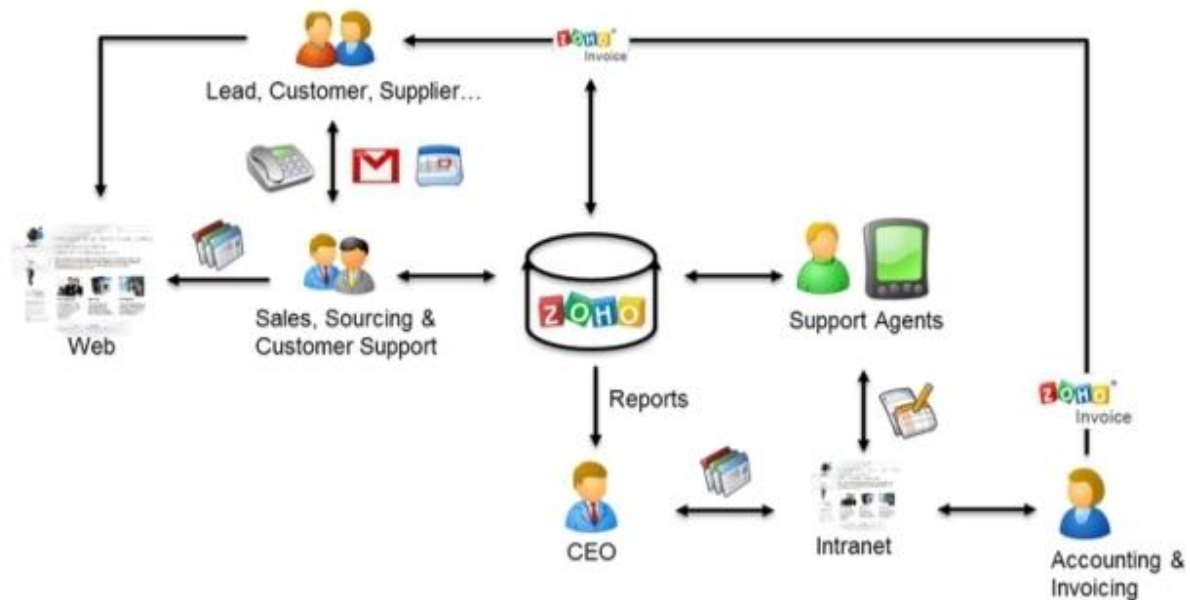 ZOHO
Invoice
Lead, Customer, Supplier…
ZOHO
Sales, Sourcing &
Customer Support
Web
Support Agents
Reports
ZOHO
Invoice
CEO
Intranet
Accounting &
Invoicing